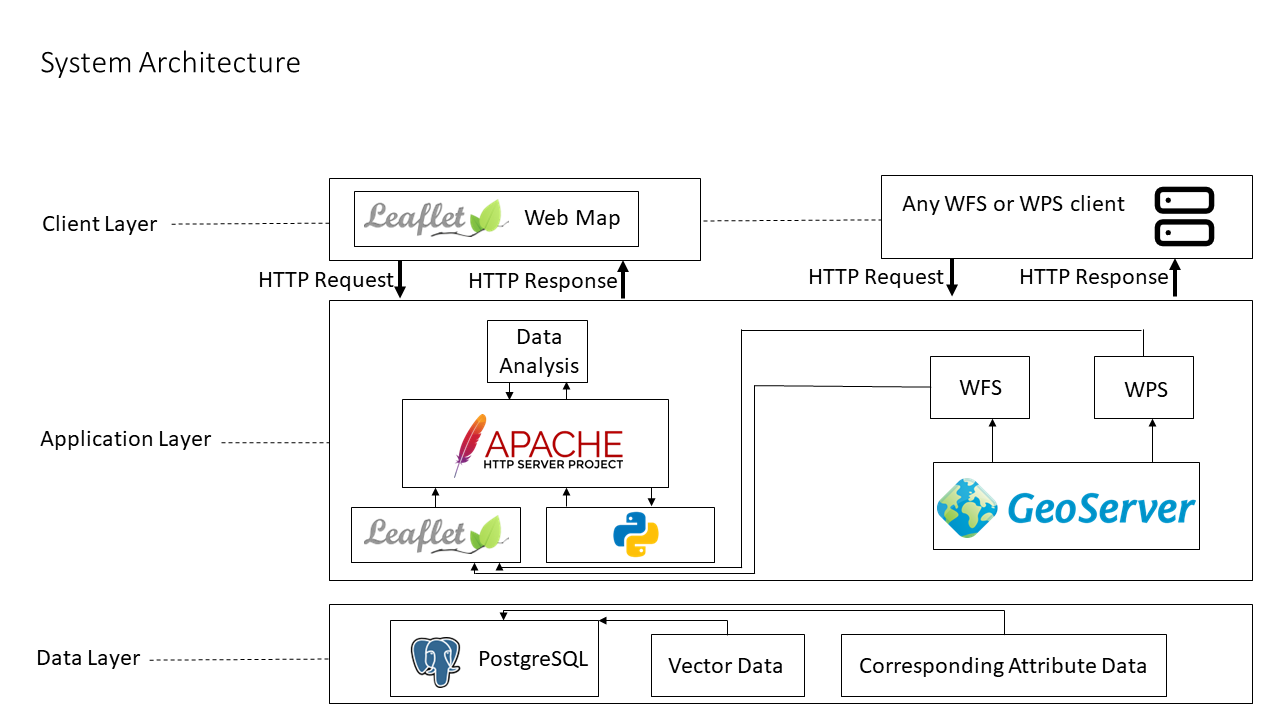 System Architecture
Client Layer
Leaflet
Web Map
Any WFS or WPS client
HTTP Request
HTTP Response
HTTP Request
HTTP Response
Data
Analysis
WFS
WPS
Application Layer
APACHE
HTTP SERVER PROJECT
Leaflet
GeoServer
Data Layer
PostgreSQL
Vector Data
Corresponding Attribute Data